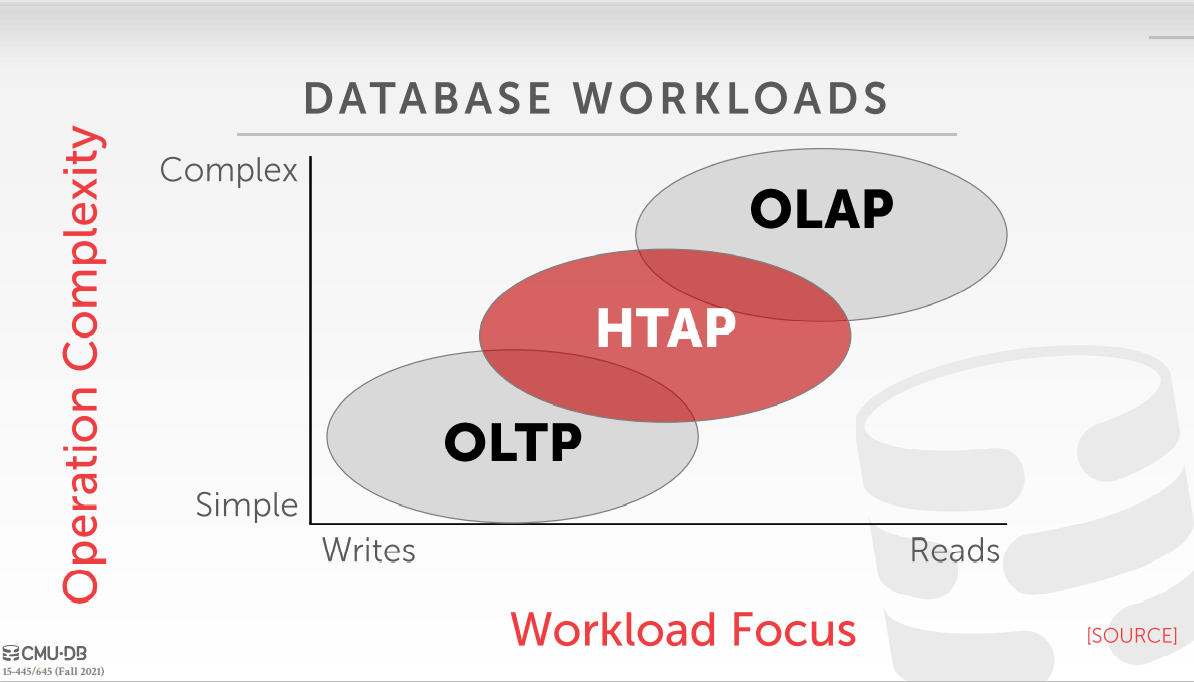 DATABASE WORKLOADS
Operation Complexity
Complex
OLAP
HTAP
OLTP
Simple
Writes
Reads
Workload Focus
[SOURCE]
CMU·DB
15-445/645 (Fall 2021)